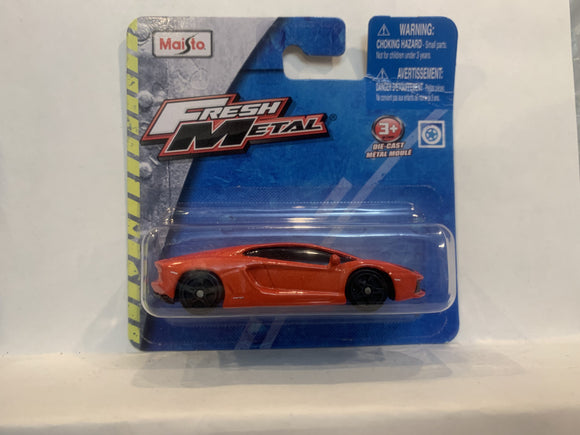 Maisto
FRESH
METAL®
WARNING:
CHOKING HAZARD - Small parts
Not for children under 3 years.
AVERTISSEMENT:
3+
DIE-CAST
METAL MOULÉ